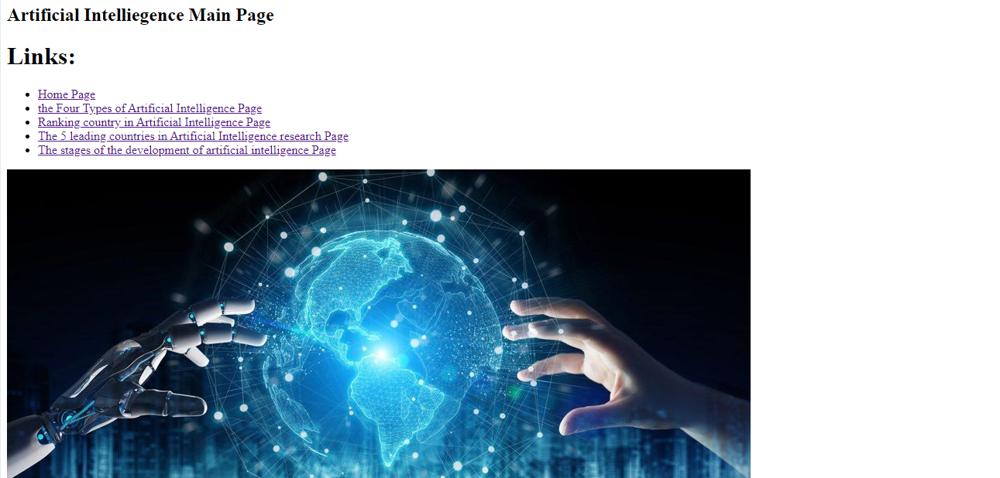 Artificial Intelliegence Main Page
Links:
Home Page
the Four Types of Artificial Intelligence Page
Ranking country in Artificial Intelligence Page
The 5 leading countries in Artificial Intelligence research Page
The stages of the development of artificial intelligence Page